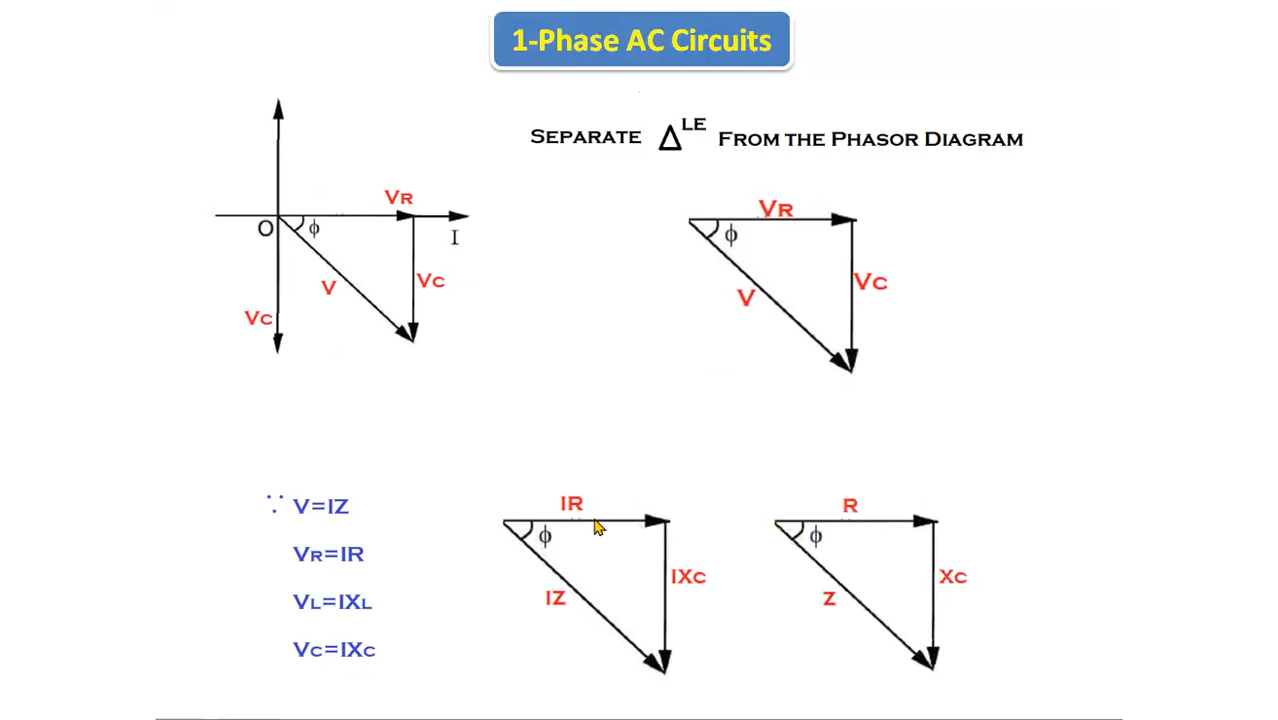 1-Phase AC Circuits
SEPARATE Δ^LE FROM THE PHASOR DIAGRAM
VR
O
ϕ
I
V
VC
VC
VR
ϕ
V
VC
∵ V=IZ
VR=IR
VL=IXL
VC=IXC
IR
ϕ
IZ
IXC
R
ϕ
Z
XC